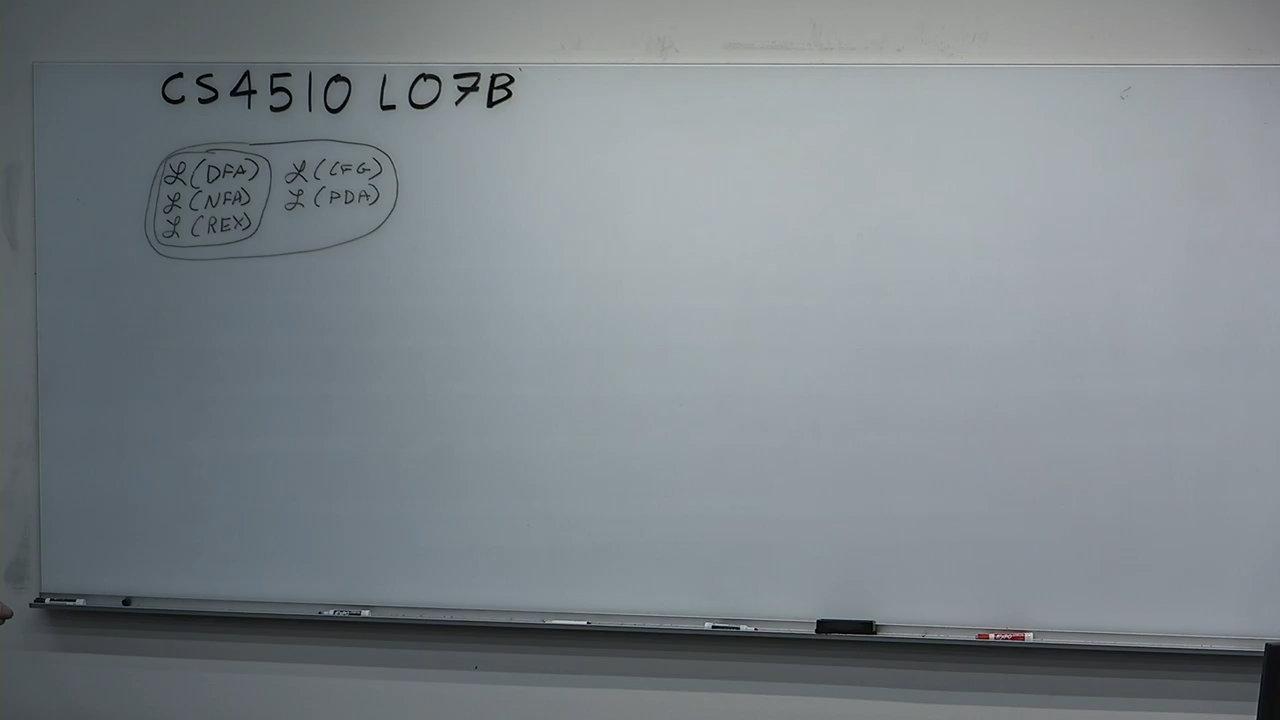 CS4510 L07B
ℒ(DFA) ℒ(CFG)
ℒ(NFA) ℒ(PDA)
ℒ(REX)